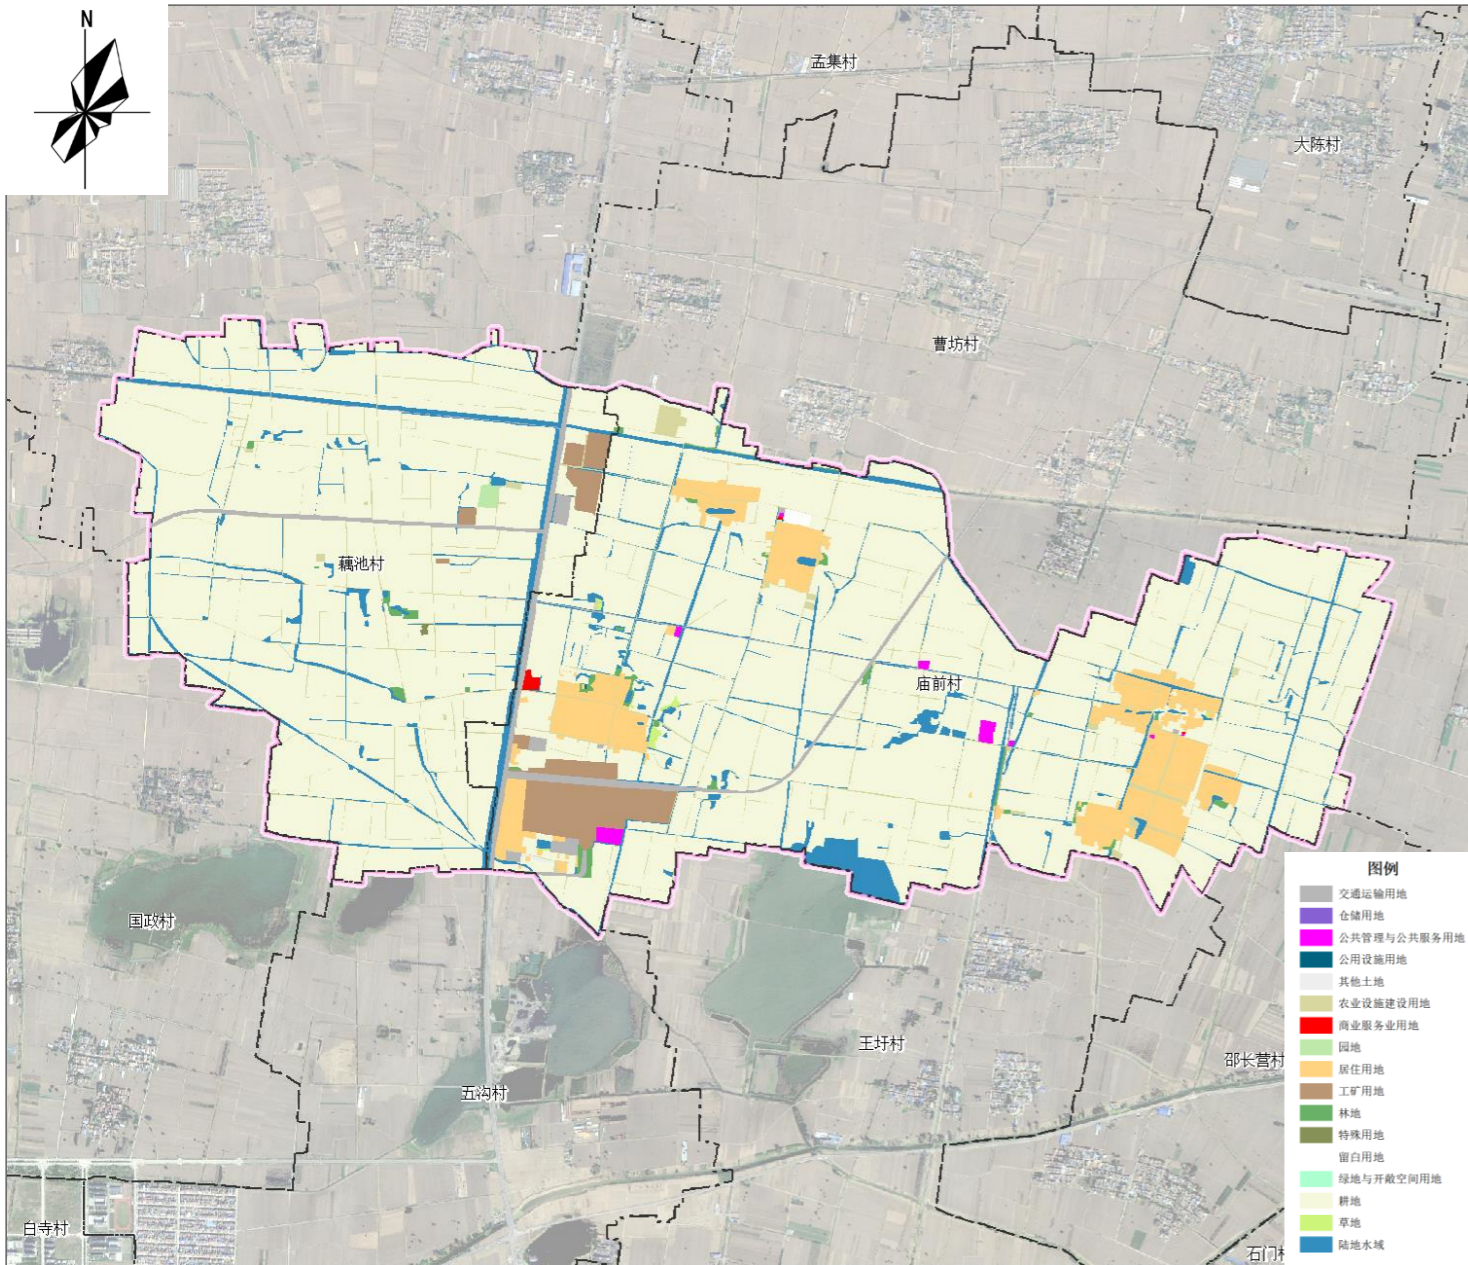 N
孟集村
大陈村
曹坊村
藕池村
庙前村
国政村
王圩村
邵长营村
五沟村
白寺村
图例
交通运输用地
仓储用地
公共管理与公共服务用地
公用设施用地
其他土地
农业设施建设用地
商业服务业用地
园地
居住用地
工矿用地
林地
特殊用地
留白用地
绿地与开敞空间用地
耕地
草地
陆地水域
石门